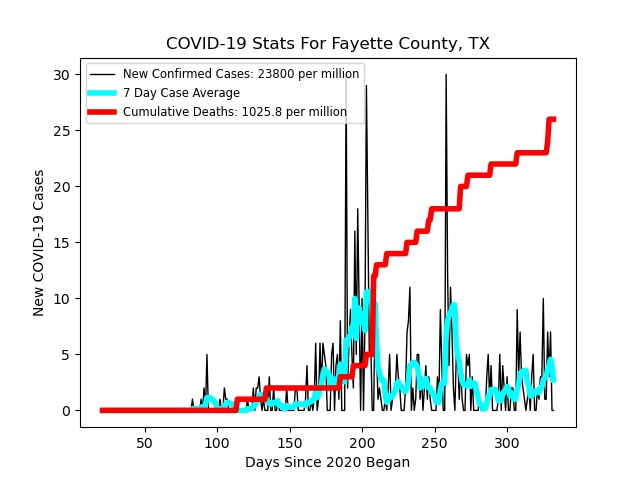 COVID-19 Stats For Fayette County, TX
New Confirmed Cases: 23800 per million
7 Day Case Average
Cumulative Deaths: 1025.8 per million
New COVID-19 Cases
30
25
20
15
10
5
0
50 100 150 200 250 300
Days Since 2020 Began